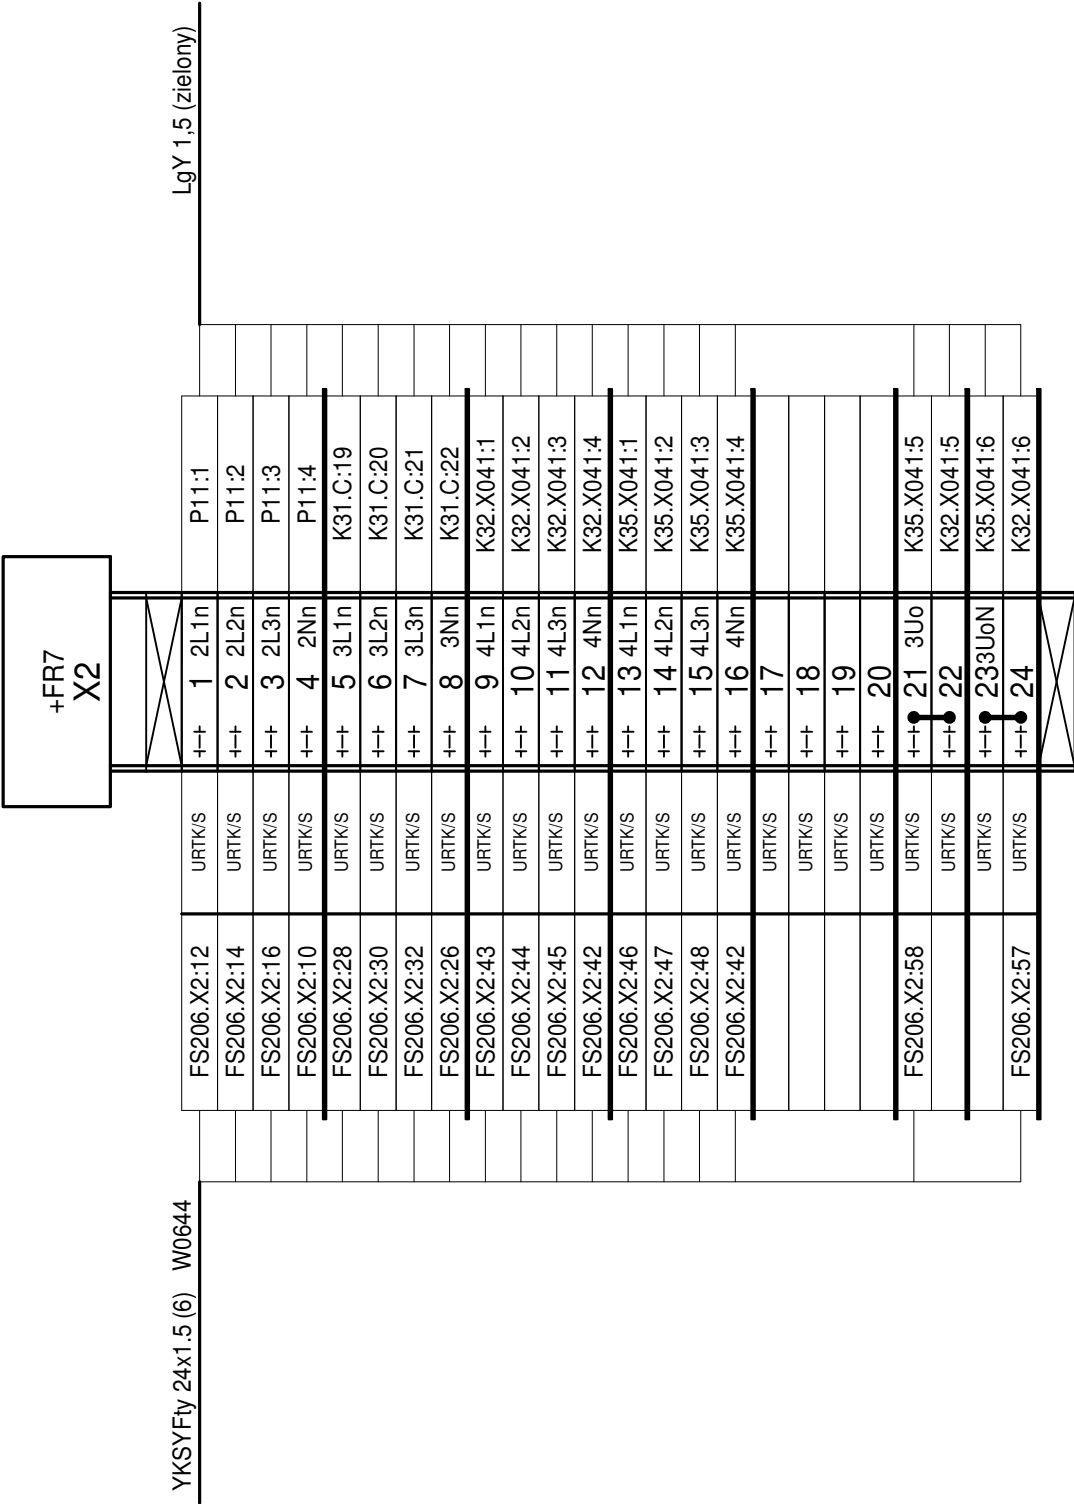 +FR7
X2
LgY 1,5 (zielony)
YKSYFty 24x1.5 (6) W0644
FS206.X2:12 URTK/S 1 2L1n P11:1
FS206.X2:14 URTK/S 2 2L2n P11:2
FS206.X2:16 URTK/S 3 2L3n P11:3
FS206.X2:10 URTK/S 4 2Nn P11:4
FS206.X2:28 URTK/S 5 3L1n K31.C:19
FS206.X2:30 URTK/S 6 3L2n K31.C:20
FS206.X2:32 URTK/S 7 3L3n K31.C:21
FS206.X2:26 URTK/S 8 3Nn K31.C:22
FS206.X2:43 URTK/S 9 4L1n K32.X041:1
FS206.X2:44 URTK/S 10 4L2n K32.X041:2
FS206.X2:45 URTK/S 11 4L3n K32.X041:3
FS206.X2:42 URTK/S 12 4Nn K32.X041:4
FS206.X2:46 URTK/S 13 4L1n K35.X041:1
FS206.X2:47 URTK/S 14 4L2n K35.X041:2
FS206.X2:48 URTK/S 15 4L3n K35.X041:3
FS206.X2:42 URTK/S 16 4Nn K35.X041:4
URTK/S 17
URTK/S 18
URTK/S 19
URTK/S 20
FS206.X2:58 URTK/S 21 3Uo K35.X041:5
URTK/S 22 K32.X041:5
URTK/S 23 3UoN K35.X041:6
FS206.X2:57 URTK/S 24 K32.X041:6